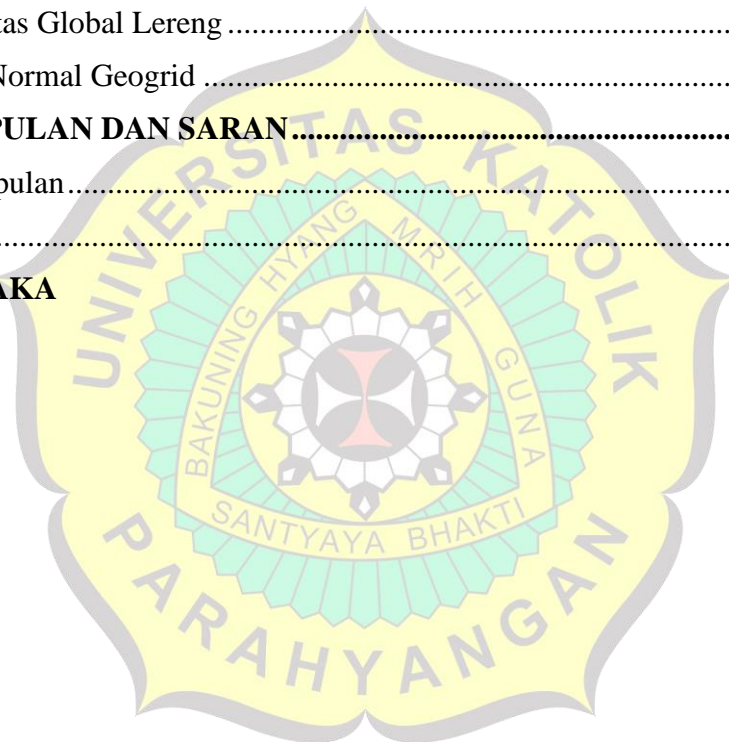 tas Global Lereng ..........................................................................
Normal Geogrid ..............................................................................
PULAN DAN SARAN..............................................................
pulan................................................................................................
..........................................................................................................
AKA
UNIVERSITAS KATOLIK
PARAHYANGAN
BAKUNING HYANG MRIH GUNA
SANTYAYA BHAKTI